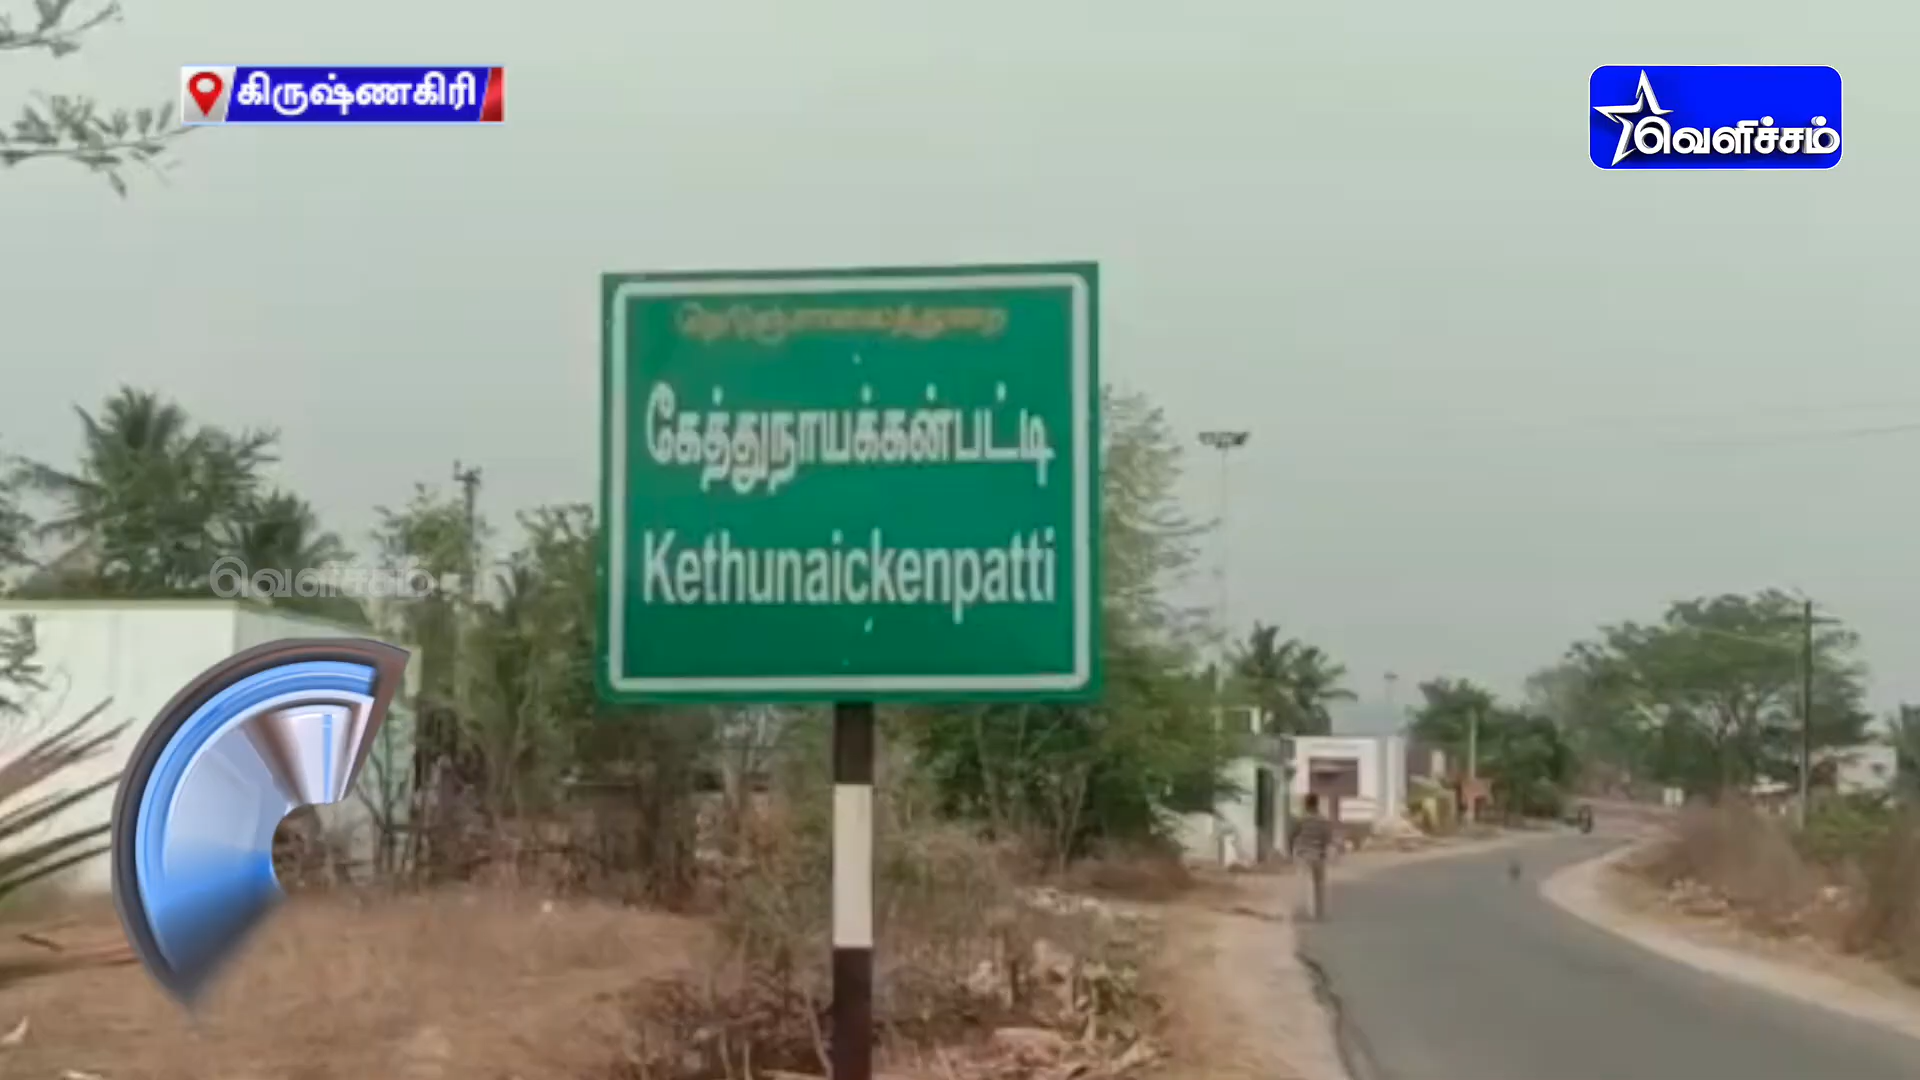 கிருஷ்ணகிரி
வெளிச்சம்
நெடுஞ்சாலைத்துறை
கேத்துநாயக்கன்பட்டி
Kethunaickenpatti
வெளிச்சம்